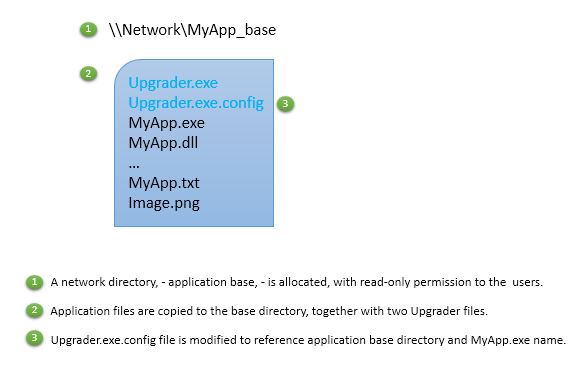 1 \\Network\MyApp_base
2
Upgrader.exe
Upgrader.exe.config 3
MyApp.exe
MyApp.dll
...
MyApp.txt
Image.png
1 A network directory, - application base, - is allocated, with read-only permission to the users.
2 Application files are copied to the base directory, together with two Upgrader files.
3 Upgrader.exe.config file is modified to reference application base directory and MyApp.exe name.